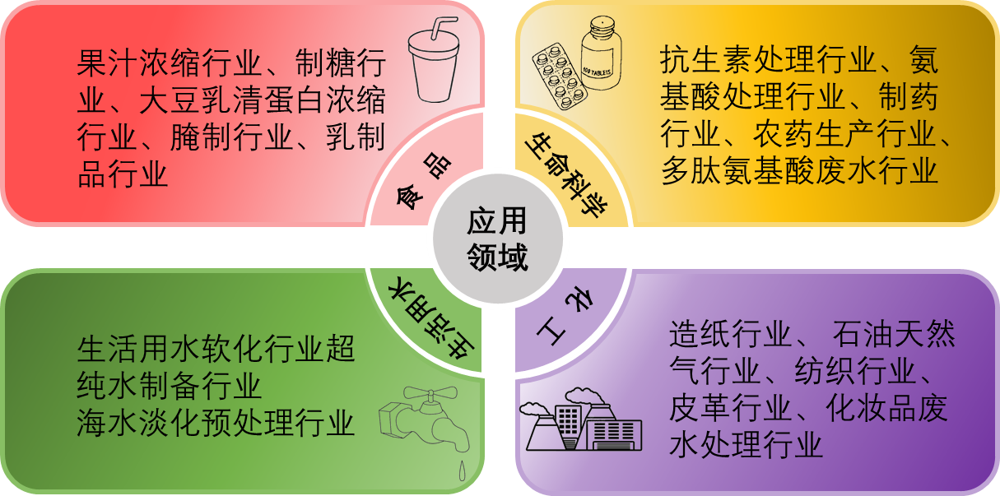 果汁浓缩行业、制糖行
业、大豆乳清蛋白浓缩
行业、腌制行业、乳制
品行业
食品
100 TABLETS
抗生素处理行业、氨
基酸处理行业、制药
行业、农药生产行业、
多肽氨基酸废水行业
生命科学
应用
领域
生活用水
生活用水软化行业超
纯水制备行业
海水淡化预处理行业
化工
造纸行业、 石油天然
气行业、纺织行业、
皮革行业、化妆品废
水处理行业